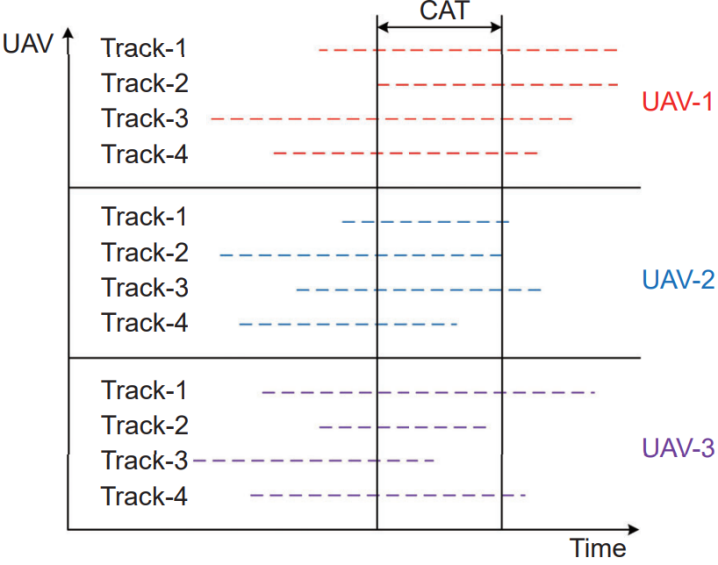 CAT
UAV
Track-1
Track-2
Track-3
Track-4
UAV-1
Track-1
Track-2
Track-3
Track-4
UAV-2
Track-1
Track-2
Track-3
Track-4
UAV-3
Time